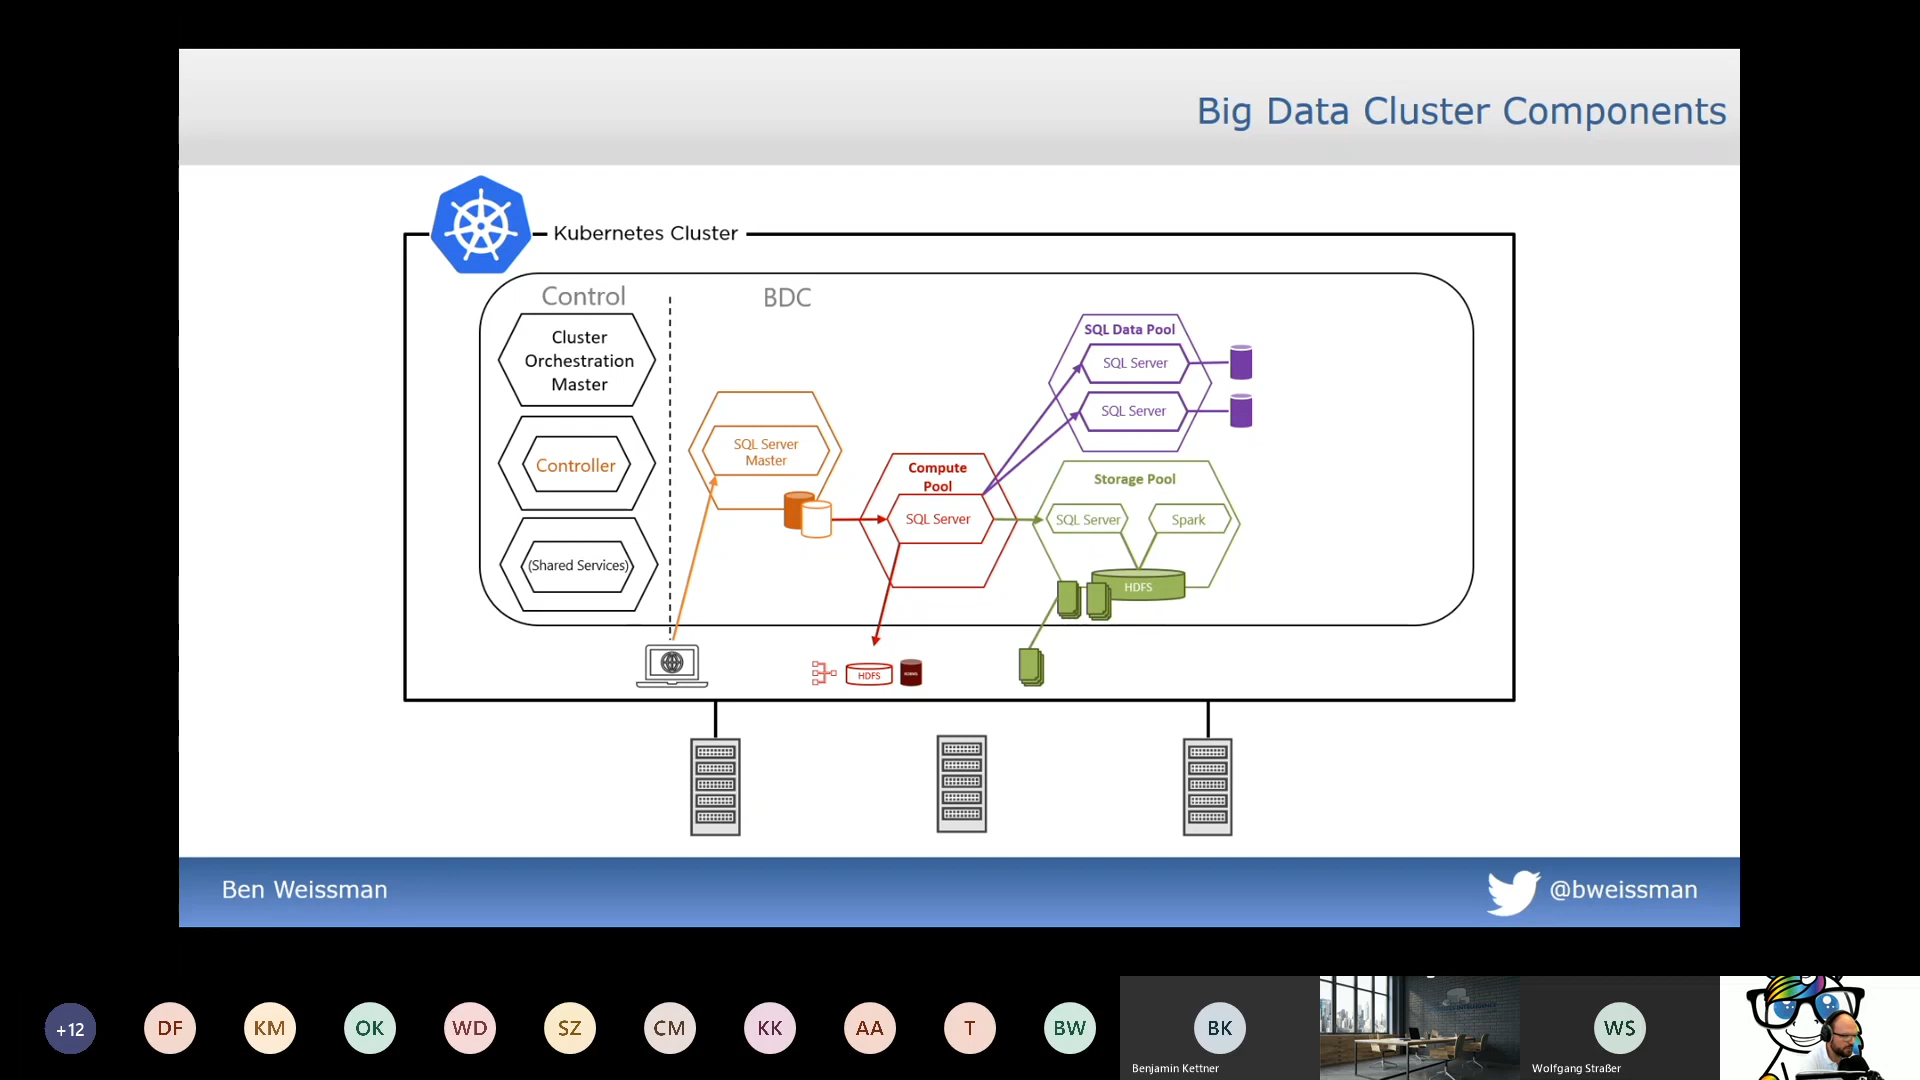 Big Data Cluster Components
Kubernetes Cluster
Control
BDC
Cluster
Orchestration
Master
Controller
(Shared Services)
SQL Server
Master
Compute
Pool
SQL Server
SQL Data Pool
SQL Server
SQL Server
Storage Pool
SQL Server
Spark
HDFS
HDFS
Ben Weissman
@bweissman
+12
DF
KM
OK
WD
SZ
CM
KK
AA
T
BW
BK
Benjamin Kettner
WS
Wolfgang Straßer